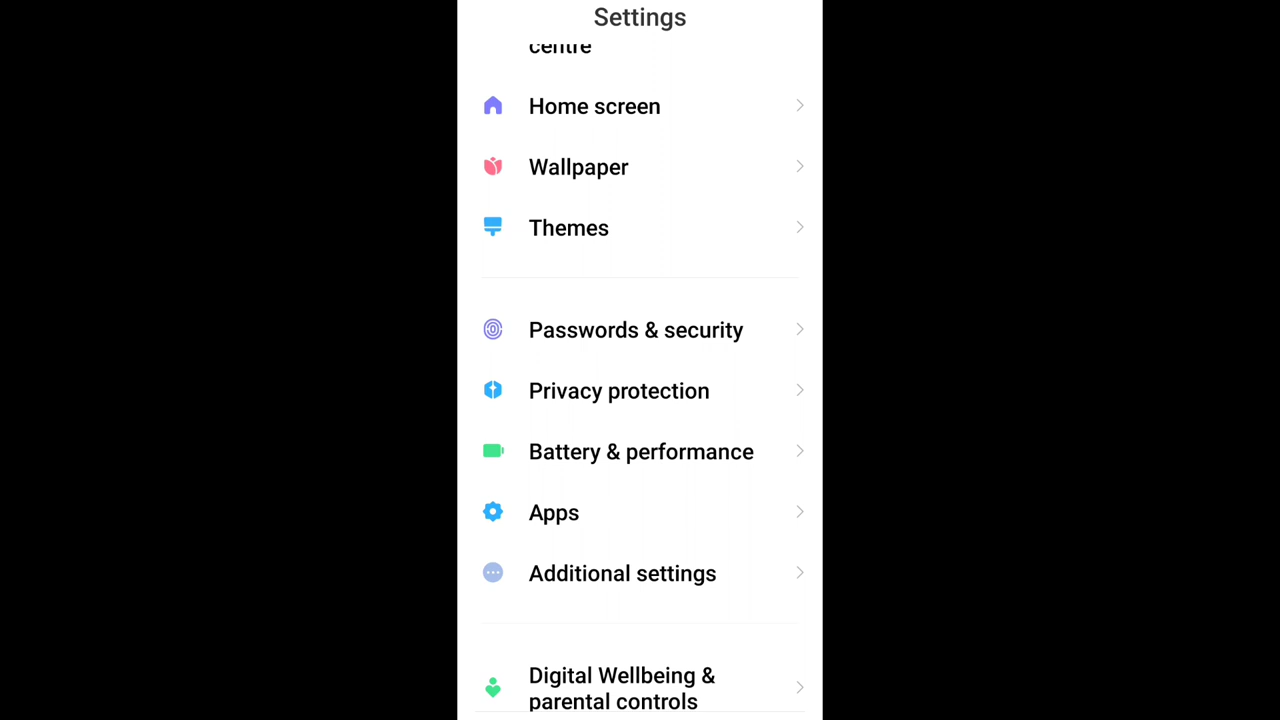 Settings
centre
Home screen
Wallpaper
Themes
Passwords & security
Privacy protection
Battery & performance
Apps
Additional settings
Digital Wellbeing &
parental controls